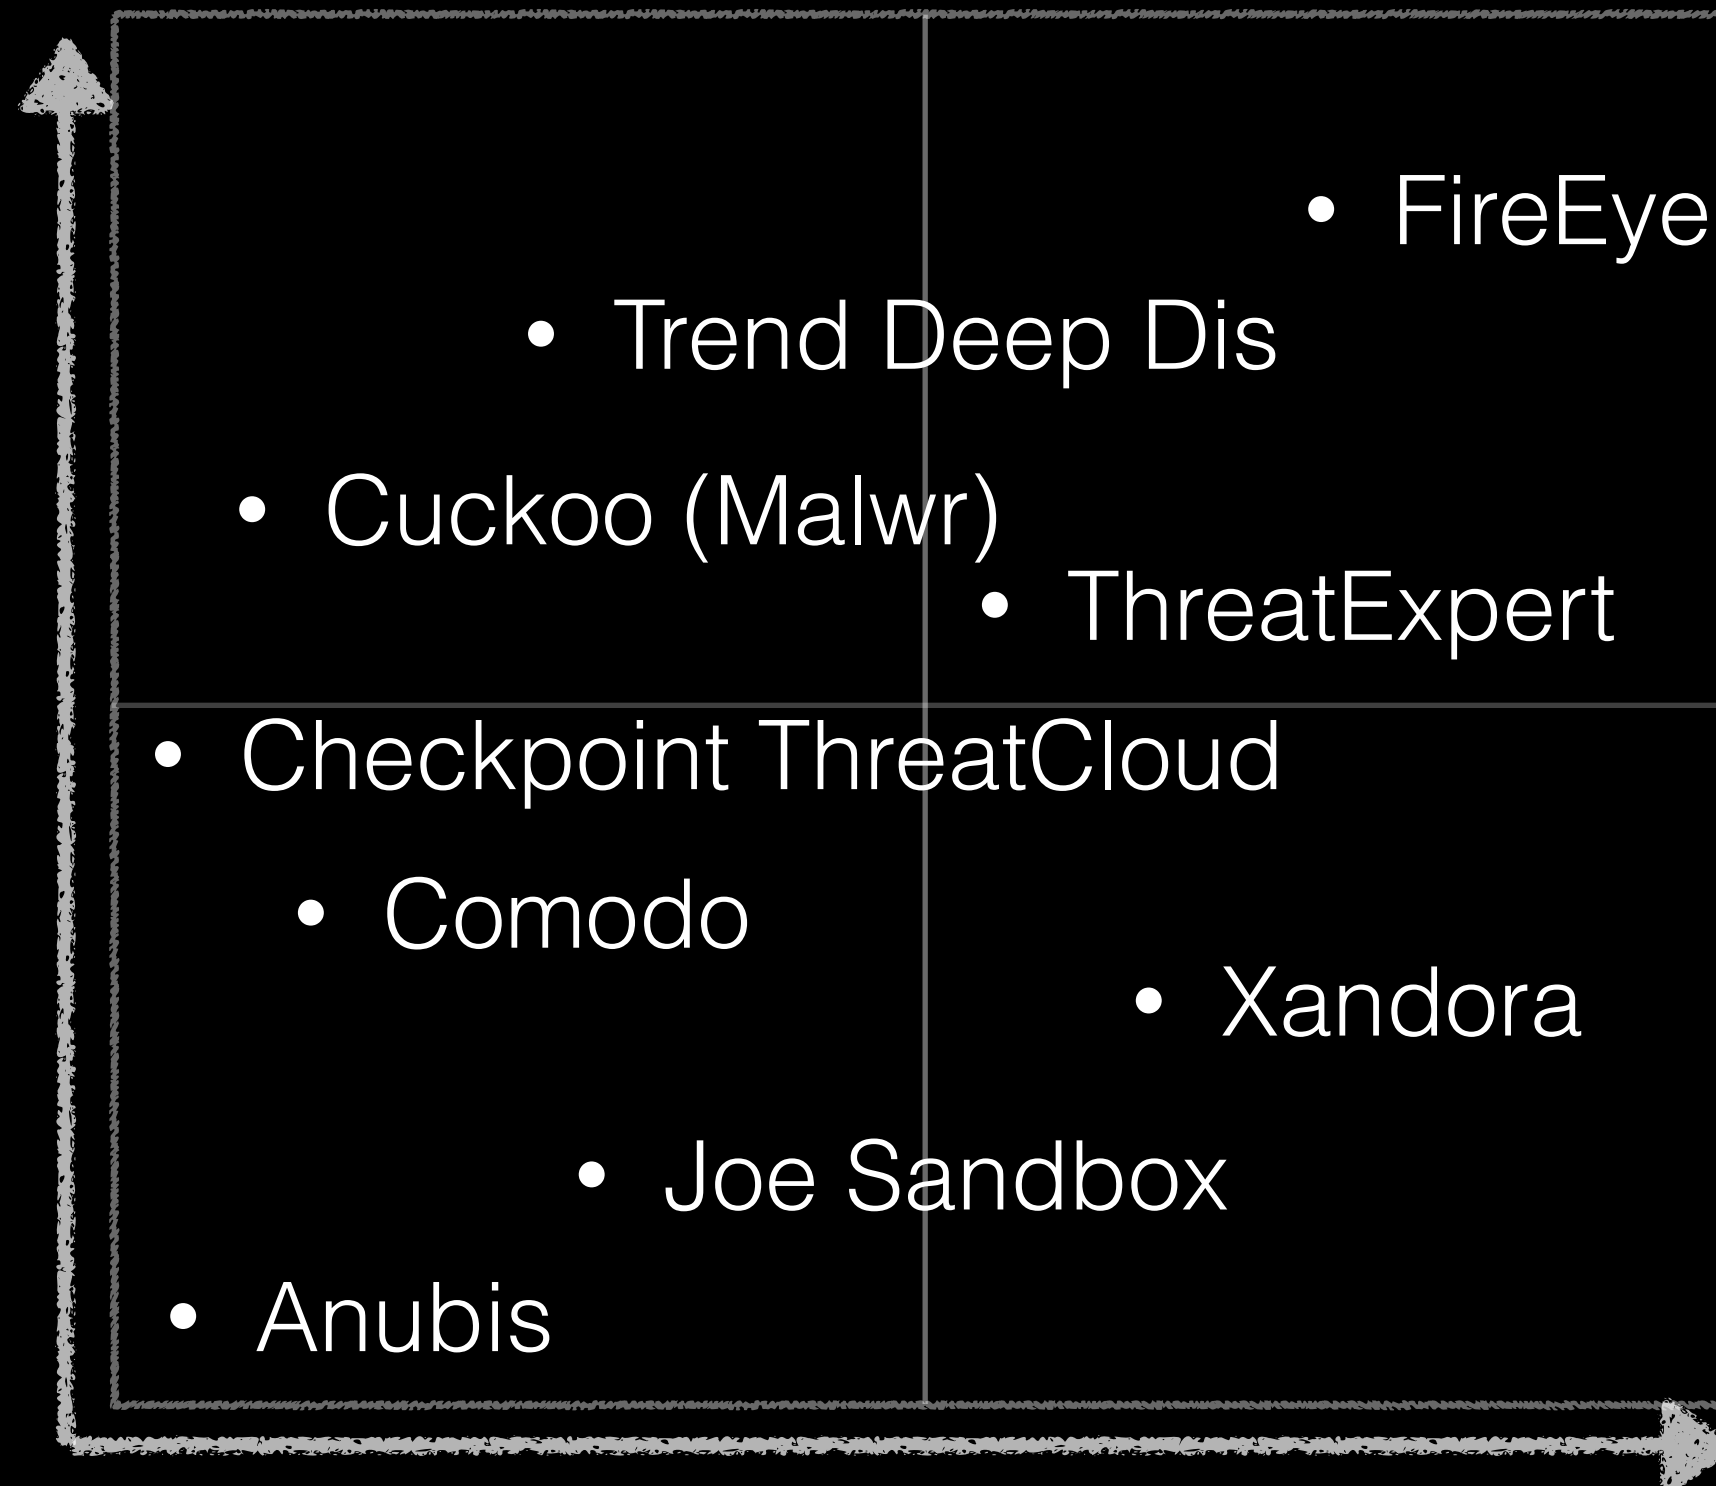 • FireEye
• Trend Deep Dis
• Cuckoo (Malwr)
• ThreatExpert
• Checkpoint ThreatCloud
• Comodo
• Xandora
• Joe Sandbox
• Anubis